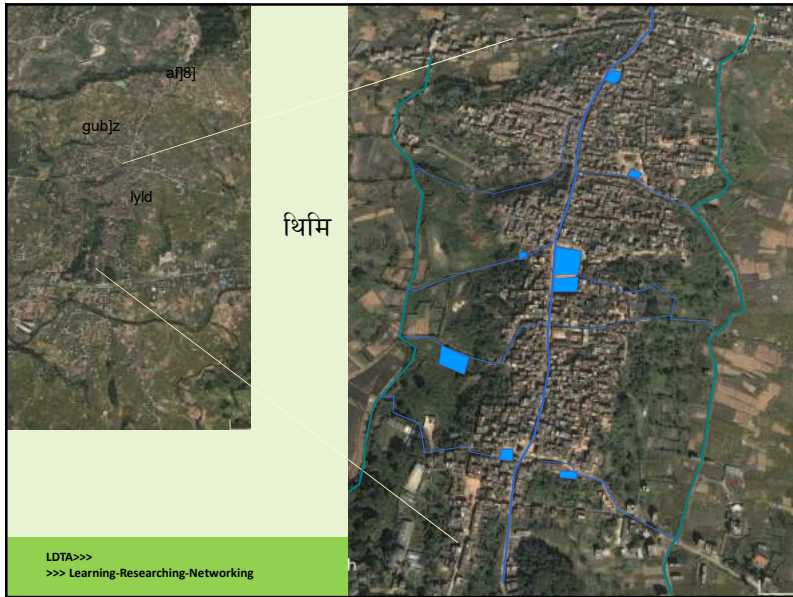 af]8]
gub]z
lyld
थिमि
LDTA>>>
>>> Learning-Researching-Networking